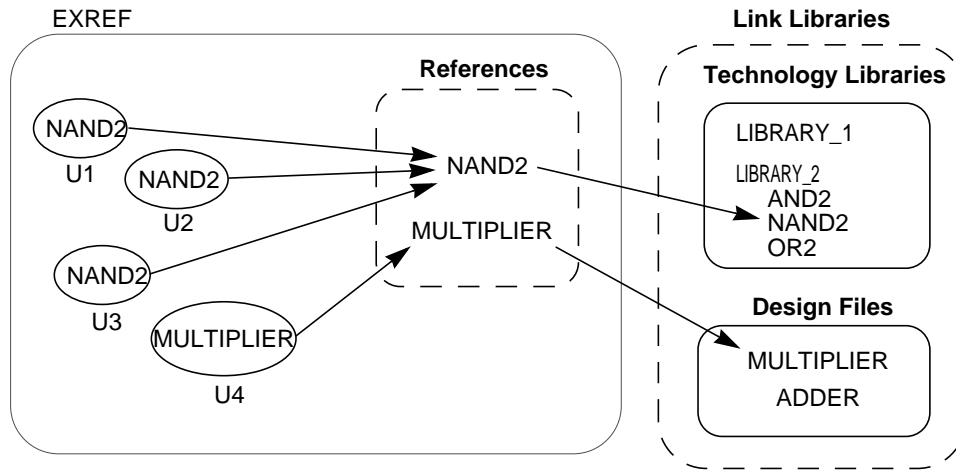 EXREF
Link Libraries
References
Technology Libraries
NAND2
U1
NAND2
U2
NAND2
U3
MULTIPLIER
U4
NAND2
MULTIPLIER
LIBRARY_1
LIBRARY_2
AND2
NAND2
OR2
Design Files
MULTIPLIER
ADDER